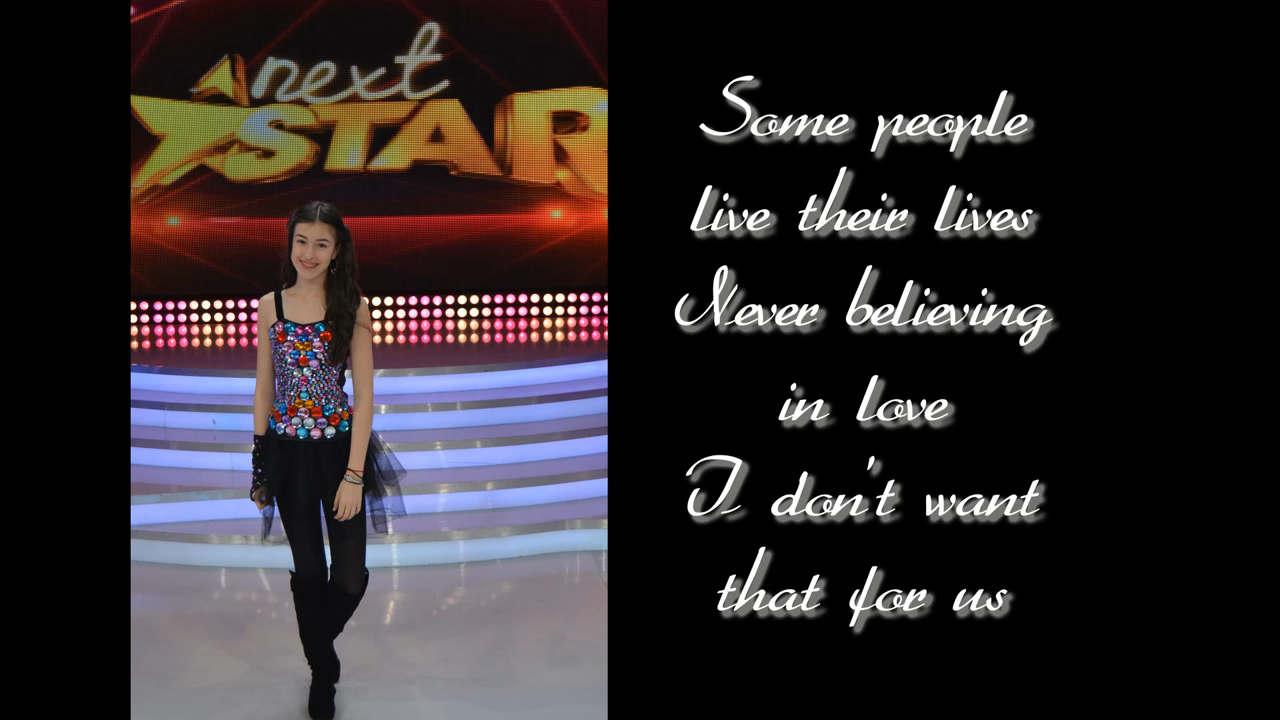 next
STAR
Some people
live their lives
Never believing
in love
I don't want
that for us